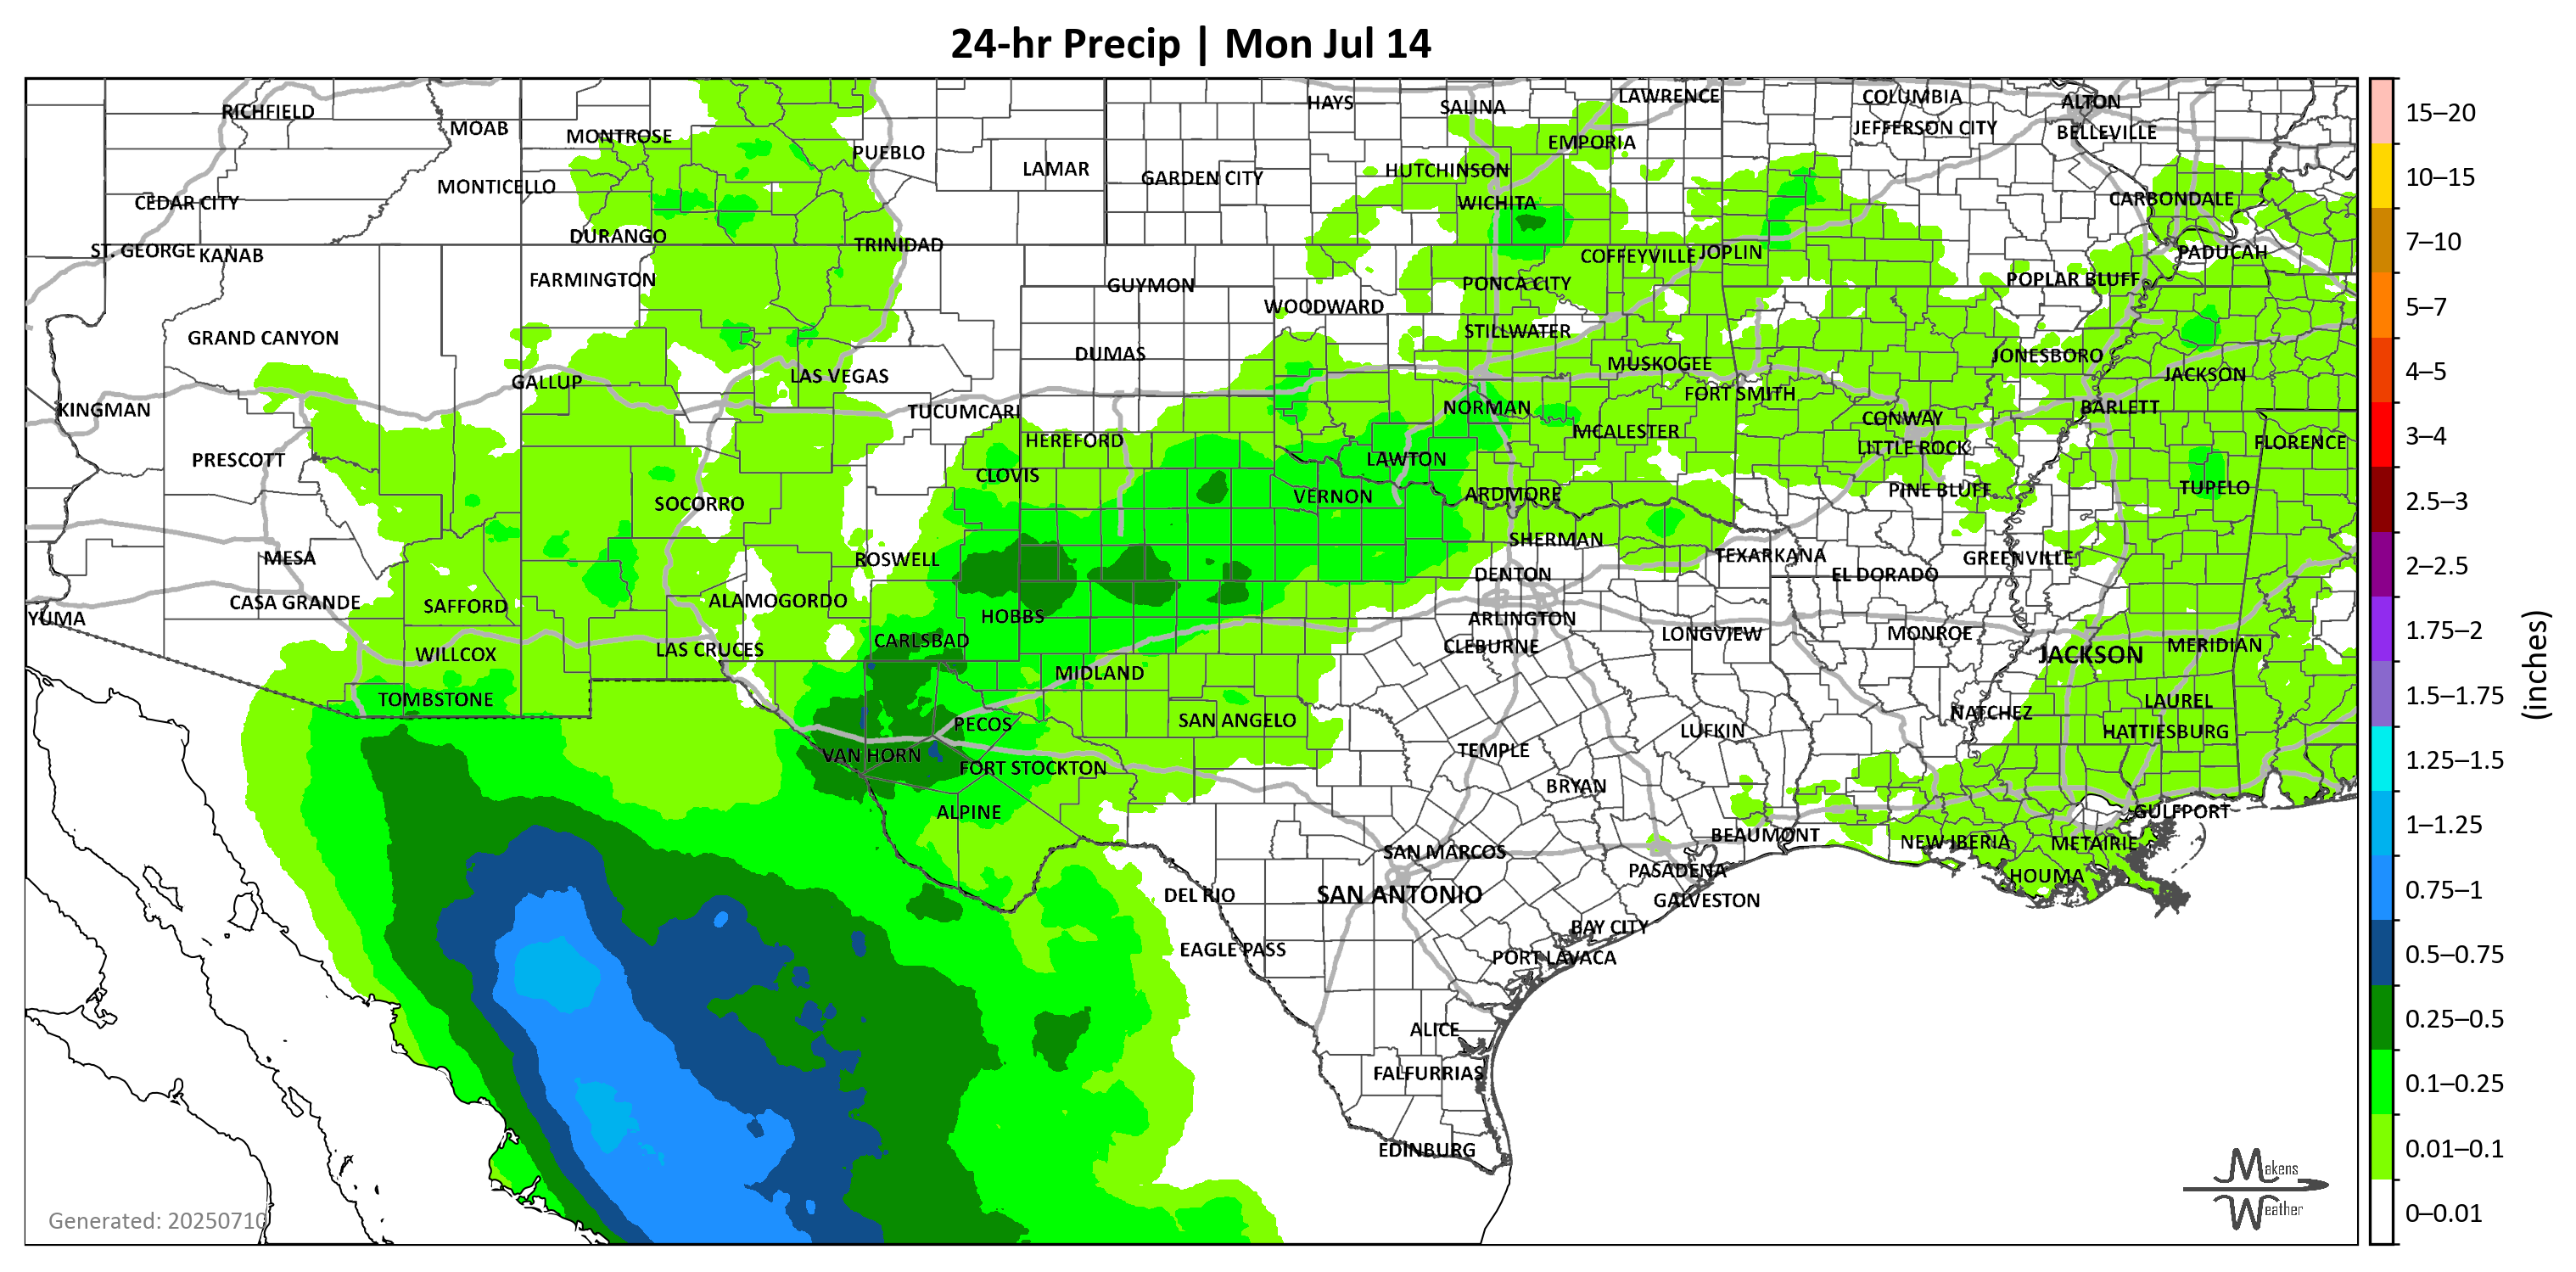 24-hr Precip | Mon Jul 14
RICHFIELD
MOAB
MONTROSE
PUEBLO
LAMAR
HAYS
SALINA
LAWRENCE
COLUMBIA
ALTON
JEFFERSON CITY
BELLEVILLE
EMPORIA
CEDAR CITY
MONTICELLO
GARDEN CITY
HUTCHINSON
WICHITA
CARBONDALE
ST. GEORGE
KANAB
DURANGO
TRINIDAD
COFFEYVILLE
JOPLIN
PADUCAH
FARMINGTON
GUYMON
PONCA CITY
POPLAR BLUFF
WOODWARD
GRAND CANYON
STILLWATER
DUMAS
MUSKOGEE
JONESBORO
GALLUP
LAS VEGAS
FORT SMITH
JACKSON
KINGMAN
TUCUMCARI
NORMAN
BARLETT
HEREFORD
MCALESTER
CONWAY
LITTLE ROCK
FLORENCE
PRESCOTT
CLOVIS
LAWTON
SOCORRO
VERNON
ARDMORE
PINE BLUFF
TUPELO
MESA
ROSWELL
SHERMAN
TEXARKANA
GREENVILLE
DENTON
EL DORADO
CASA GRANDE
SAFFORD
ALAMOGORDO
YUMA
HOBBS
ARLINGTON
WILLCOX
LAS CRUCES
CARLSBAD
CLEBURNE
LONGVIEW
MONROE
JACKSON
MERIDIAN
TOMBSTONE
MIDLAND
PECOS
SAN ANGELO
LUFKIN
NATCHEZ
LAUREL
HATTIESBURG
VAN HORN
FORT STOCKTON
TEMPLE
BRYAN
ALPINE
BEAUMONT
GULFPORT
SAN MARCOS
NEW IBERIA
METAIRIE
DEL RIO
SAN ANTONIO
PASADENA
HOUMA
GALVESTON
EAGLE PASS
BAY CITY
PORT LAVACA
ALICE
FALFURRIAS
EDINBURG
Generated: 20250710
Makens
Weather
15–20
10–15
7–10
5–7
4–5
3–4
2.5–3
2–2.5
1.75–2
1.5–1.75
1.25–1.5
1–1.25
0.75–1
0.5–0.75
0.25–0.5
0.1–0.25
0.01–0.1
0–0.01
(inches)